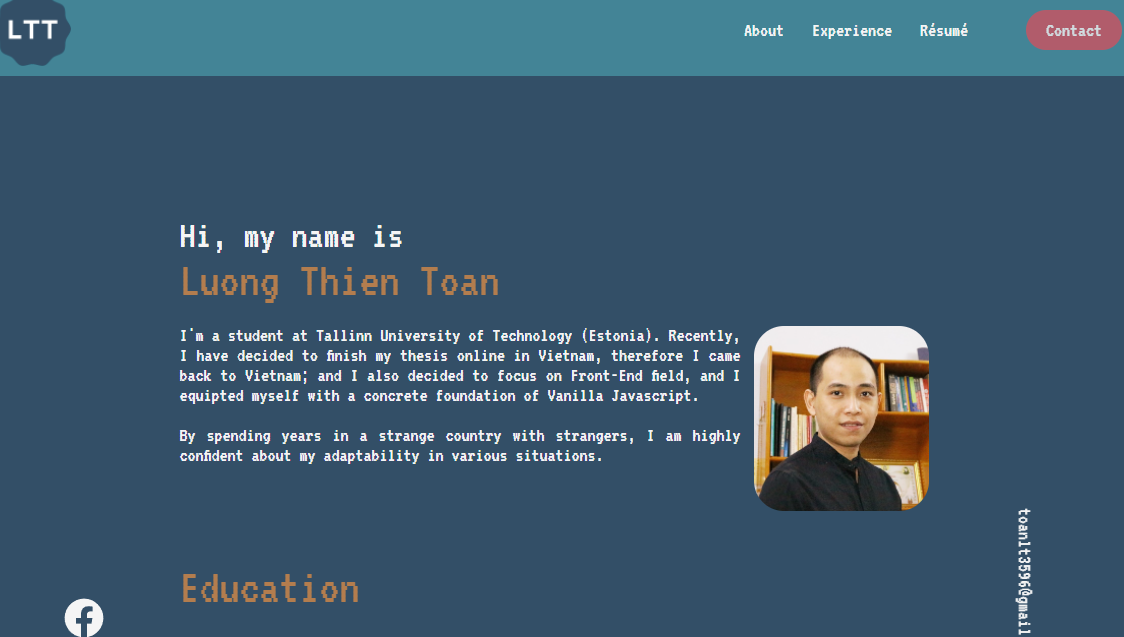 LTT
About Experience Résumé Contact
Hi, my name is
Luong Thien Toan
I'm a student at Tallinn University of Technology (Estonia). Recently,
I have decided to finish my thesis online in Vietnam, therefore I came
back to Vietnam; and I also decided to focus on Front-End field, and I
equipted myself with a concrete foundation of Vanilla Javascript.
By spending years in a strange country with strangers, I am highly
confident about my adaptability in various situations.
toanlt3596@gmail
Education